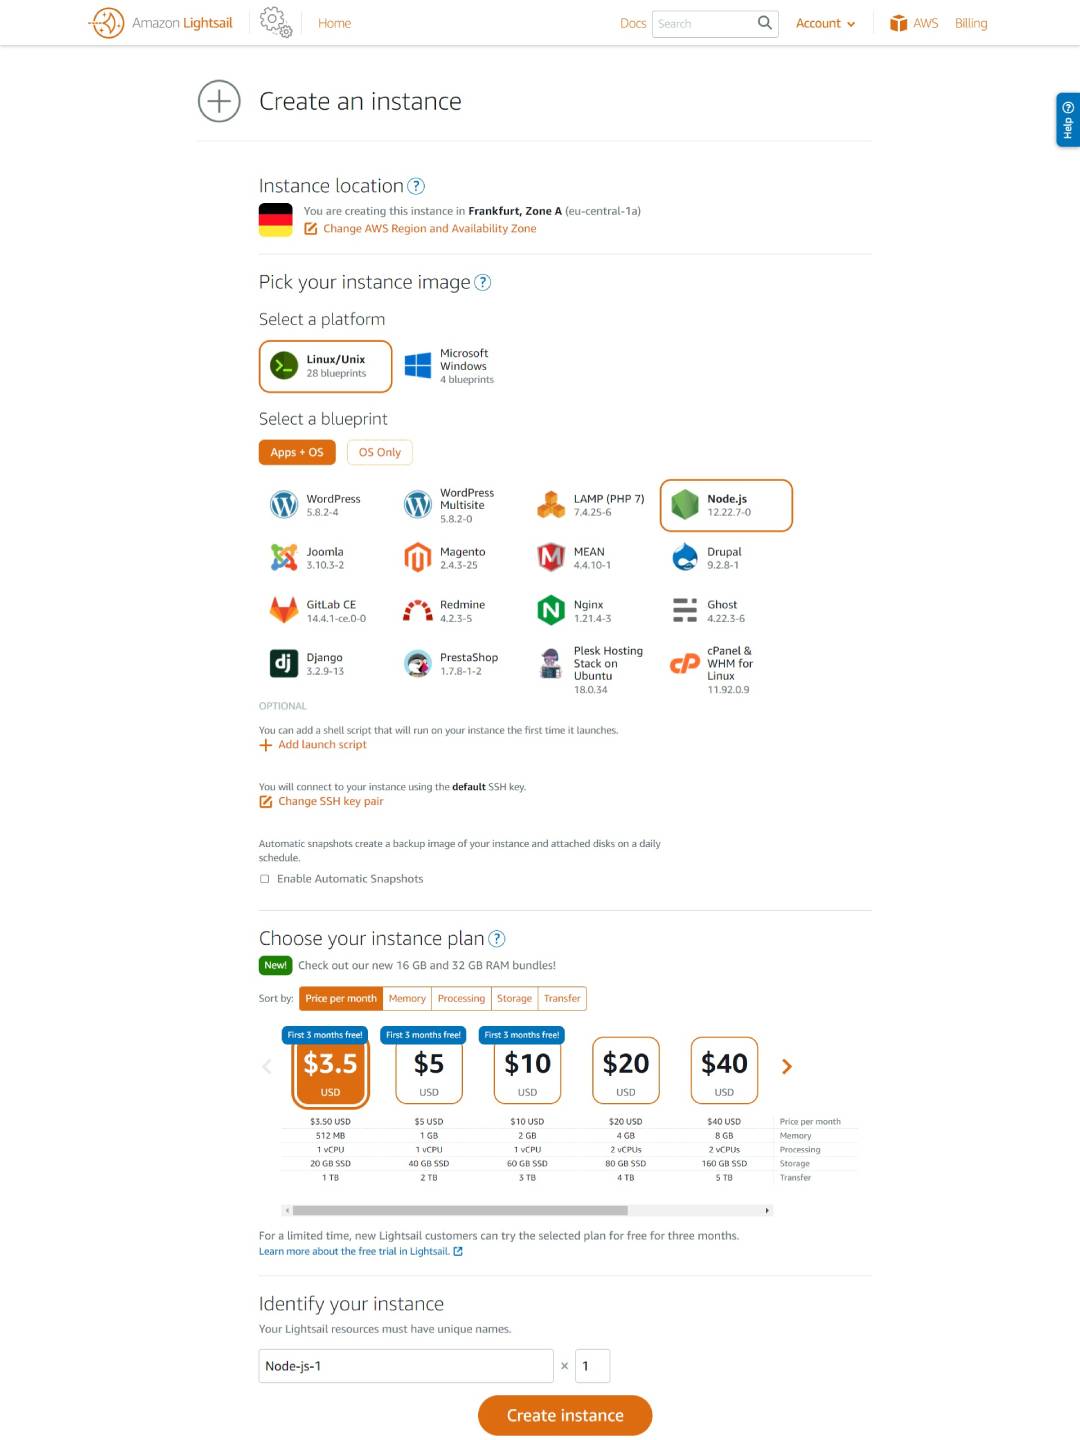 Amazon Lightsail
Home
Docs
Search
Account
AWS
Billing
Help
Create an instance
Instance location
You are creating this instance in Frankfurt, Zone A (eu-central-1a)
Change AWS Region and Availability Zone
Pick your instance image
Select a platform
Linux/Unix
28 blueprints
Microsoft
Windows
4 blueprints
Select a blueprint
Apps + OS
OS Only
WordPress
5.8.2-4
WordPress
Multisite
5.8.2-0
LAMP (PHP 7)
7.4.25-6
Node.js
12.22.7-0
Joomla
3.10.3-2
Magento
2.4.3-25
MEAN
4.4.10-1
Drupal
9.2.8-1
GitLab CE
14.4.1-ce.0-0
Redmine
4.2.3-5
Nginx
1.21.4-3
Ghost
4.22.3-6
dj
Django
3.2.9-13
PrestaShop
1.7.8-1-2
Plesk Hosting
Stack on
Ubuntu
18.0.34
cP
cPanel &
WHM for
Linux
11.92.0.9
OPTIONAL
You can add a shell script that will run on your instance the first time it launches.
Add launch script
You will connect to your instance using the default SSH key.
Change SSH key pair
Automatic snapshots create a backup image of your instance and attached disks on a daily
schedule.
Enable Automatic Snapshots
Choose your instance plan
New! Check out our new 16 GB and 32 GB RAM bundles!
Sort by: Price per month Memory Processing Storage Transfer
First 3 months free! First 3 months free! First 3 months free!
$3.5 $5 $10 $20 $40
USD USD USD USD USD
$3.50 USD $5 USD $10 USD $20 USD $40 USD Price per month
512 MB 1 GB 2 GB 4 GB 8 GB Memory
1 vCPU 1 vCPU 1 vCPU 2 vCPUs 2 vCPUs Processing
20 GB SSD 40 GB SSD 60 GB SSD 80 GB SSD 160 GB SSD Storage
1 TB 2 TB 3 TB 4 TB 5 TB Transfer
For a limited time, new Lightsail customers can try the selected plan for free for three months.
Learn more about the free trial in Lightsail.
Identify your instance
Your Lightsail resources must have unique names.
Node-js-1 × 1
Create instance